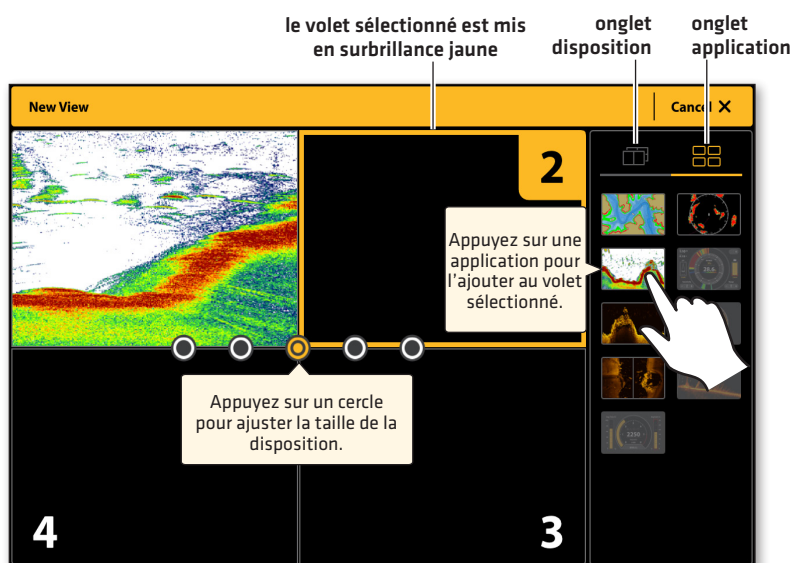 le volet sélectionné est mis
en surbrillance jaune
onglet
disposition
onglet
application
New View
Cancel X
2
Appuyez sur une
application pour
l'ajouter au volet
sélectionné.
Appuyez sur un cercle
pour ajuster la taille de la
disposition.
4
3